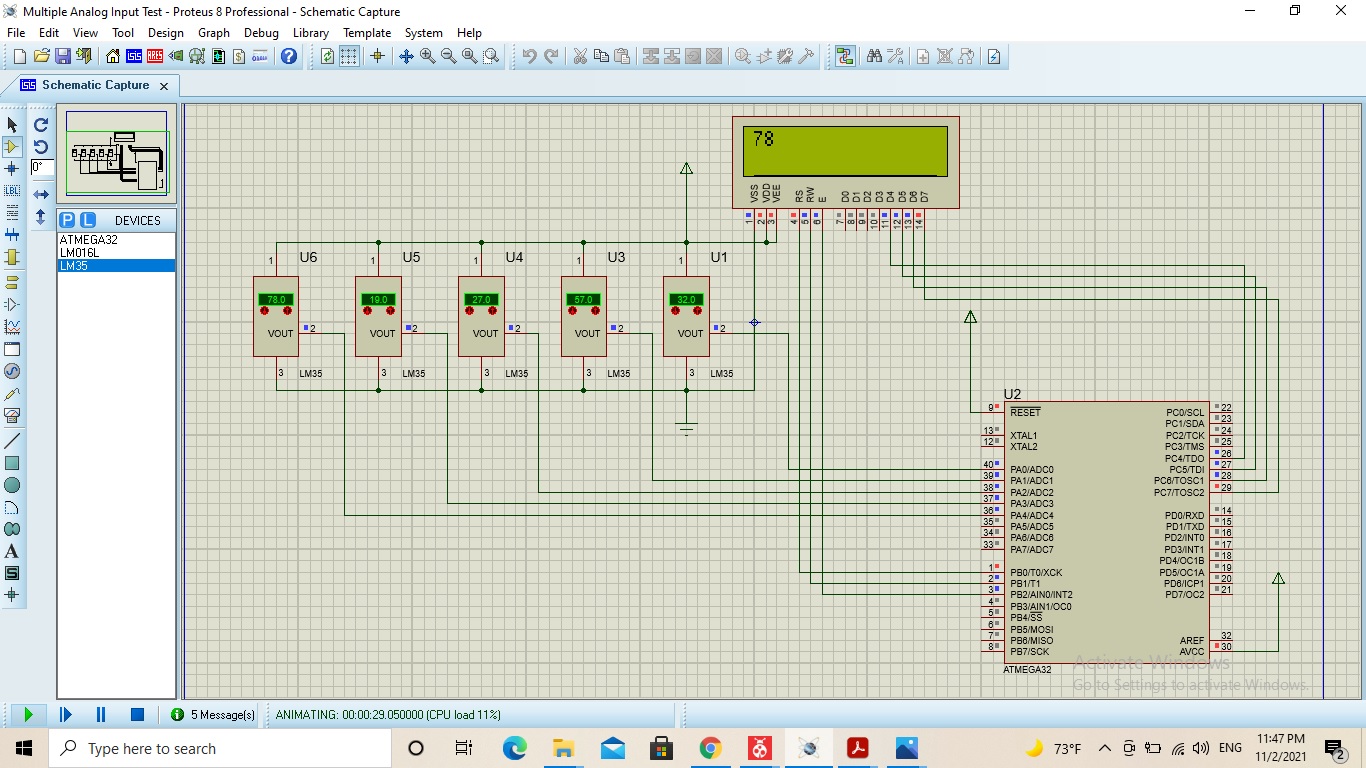 Multiple Analog Input Test - Proteus 8 Professional - Schematic Capture
File Edit View Tool Design Graph Debug Library Template System Help
Schematic Capture
0°
LBL
P L DEVICES
ATMEGA32
LM016L
LM35
78
VSS VDD VEE RS RW E D0 D1 D2 D3 D4 D5 D6 D7
1 2 3 4 5 6 7 8 9 10 11 12 13 14
U6 U5 U4 U3 U1
1 1 1 1 1
78.0 19.0 27.0 57.0 32.0
VOUT 2 VOUT 2 VOUT 2 VOUT 2 VOUT 2
3 LM35 3 LM35 3 LM35 3 LM35 3 LM35
U2
9 RESET PC0/SCL 22
PC1/SDA 23
13 XTAL1 PC2/TCK 24
12 XTAL2 PC3/TMS 25
PC4/TDO 26
40 PA0/ADC0 PC5/TDI 27
39 PA1/ADC1 PC6/TOSC1 28
38 PA2/ADC2 PC7/TOSC2 29
37 PA3/ADC3
36 PA4/ADC4 PD0/RXD 14
35 PA5/ADC5 PD1/TXD 15
34 PA6/ADC6 PD2/INT0 16
33 PA7/ADC7 PD3/INT1 17
PD4/OC1B 18
1 PB0/T0/XCK PD5/OC1A 19
2 PB1/T1 PD6/ICP1 20
3 PB2/AIN0/INT2 PD7/OC2 21
4 PB3/AIN1/OC0
5 PB4/SS
6 PB5/MOSI
7 PB6/MISO AREF 32
8 PB7/SCK AVCC 30
ATMEGA32
Activate Windows
Go to Settings to activate Windows.
5 Message(s) ANIMATING: 00:00:29.050000 (CPU load 11%)
Type here to search
73°F ENG 11:47 PM
11/2/2021 2